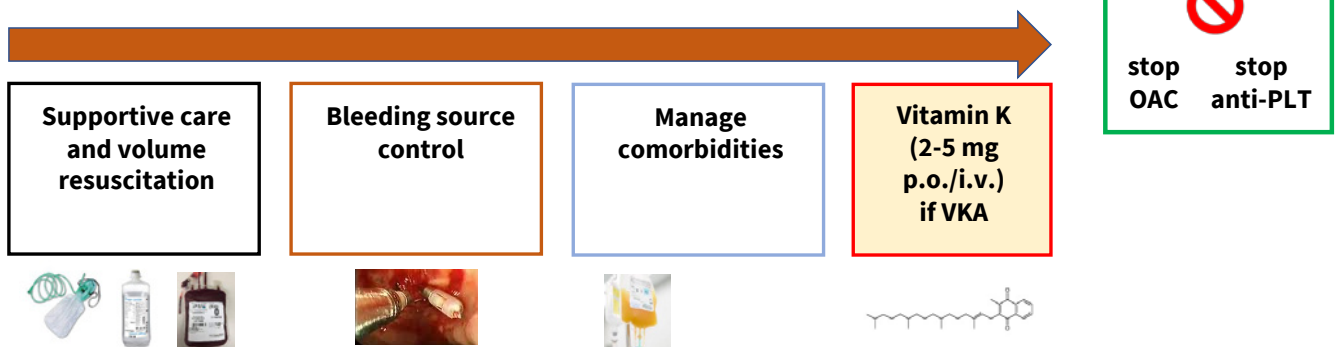 Supportive care
and volume
resuscitation
Bleeding source
control
Manage
comorbidities
Vitamin K
(2-5 mg
p.o./i.v.)
if VKA
stop stop
OAC anti-PLT